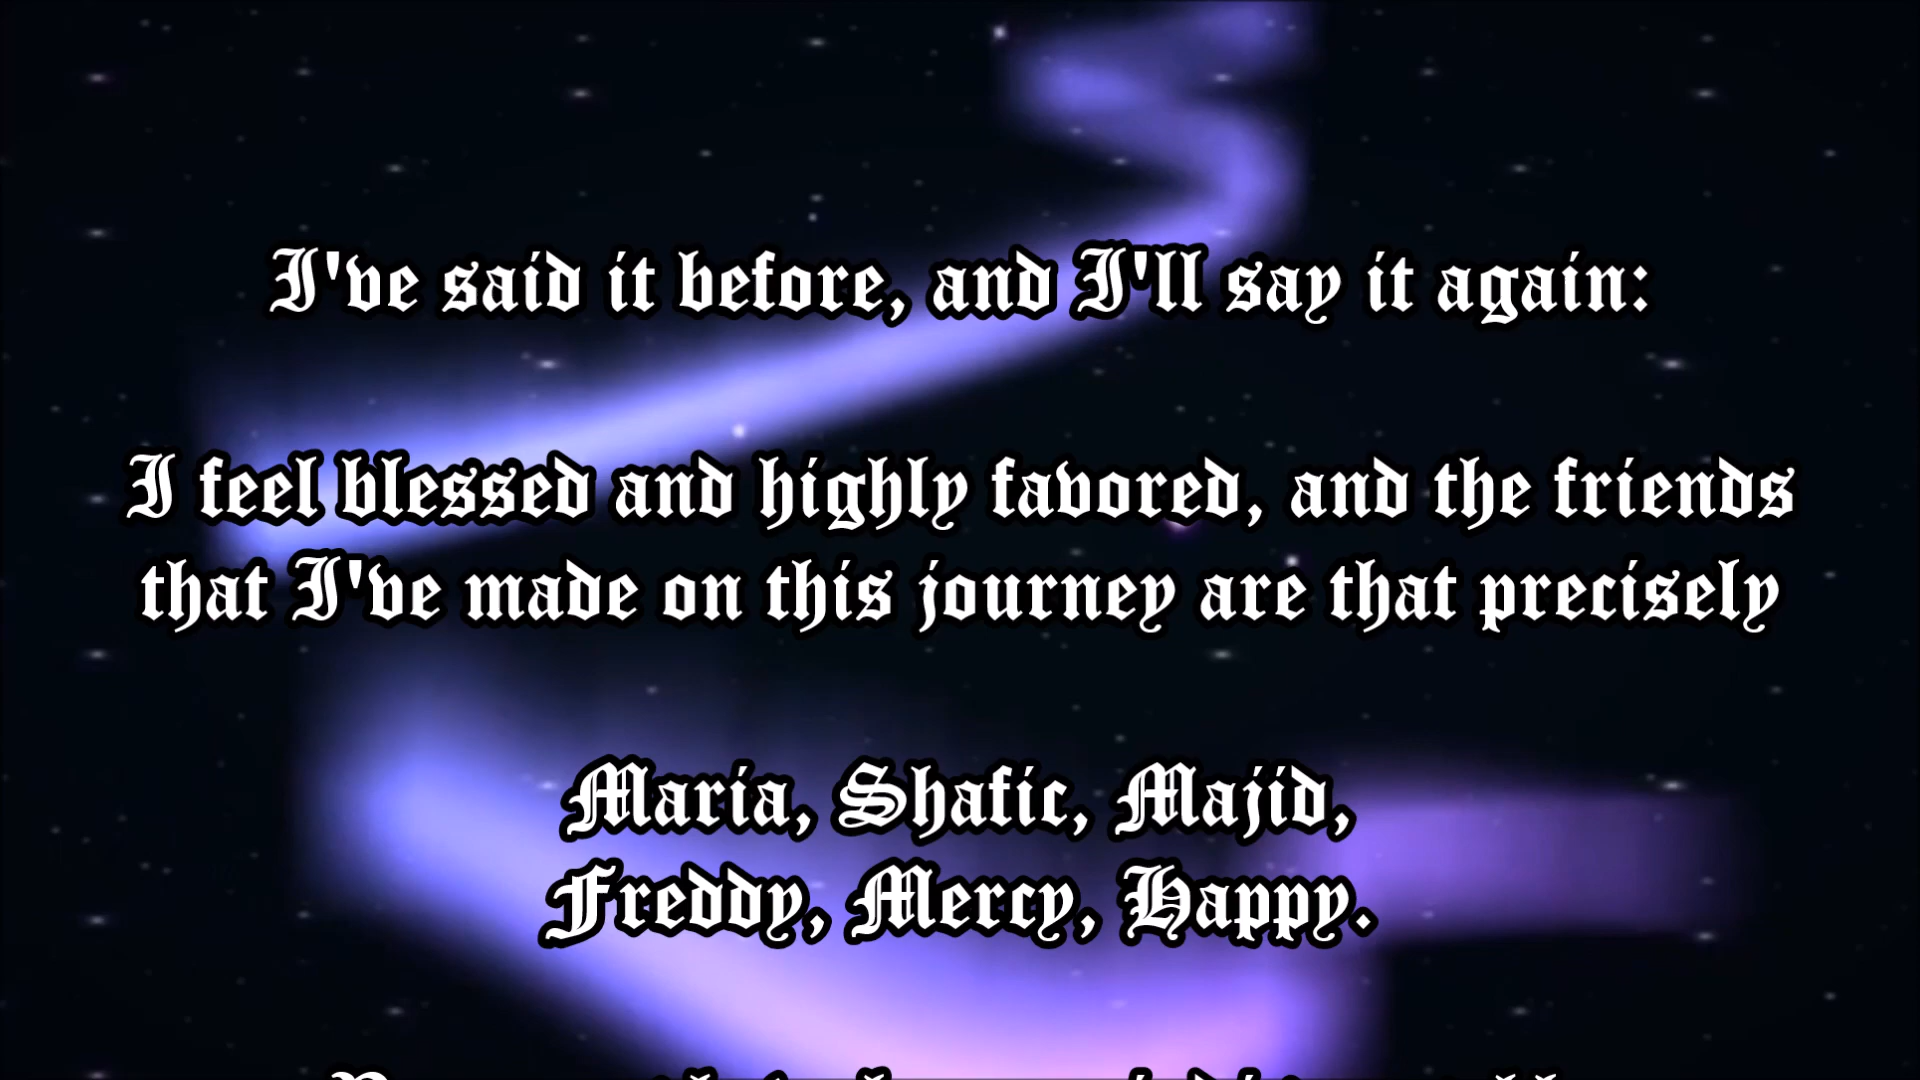 I've said it before, and I'll say it again:
I feel blessed and highly favored, and the friends
that I've made on this journey are that precisely
Maria, Shafic, Majid,
Freddy, Mercy, Happy.